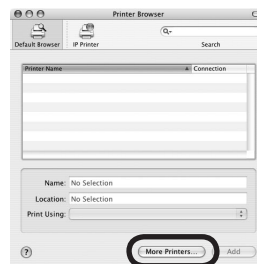 Printer Browser
Default Browser IP Printer Search
Printer Name Connection
Name: No Selection
Location: No Selection
Print Using:
? More Printers... Add